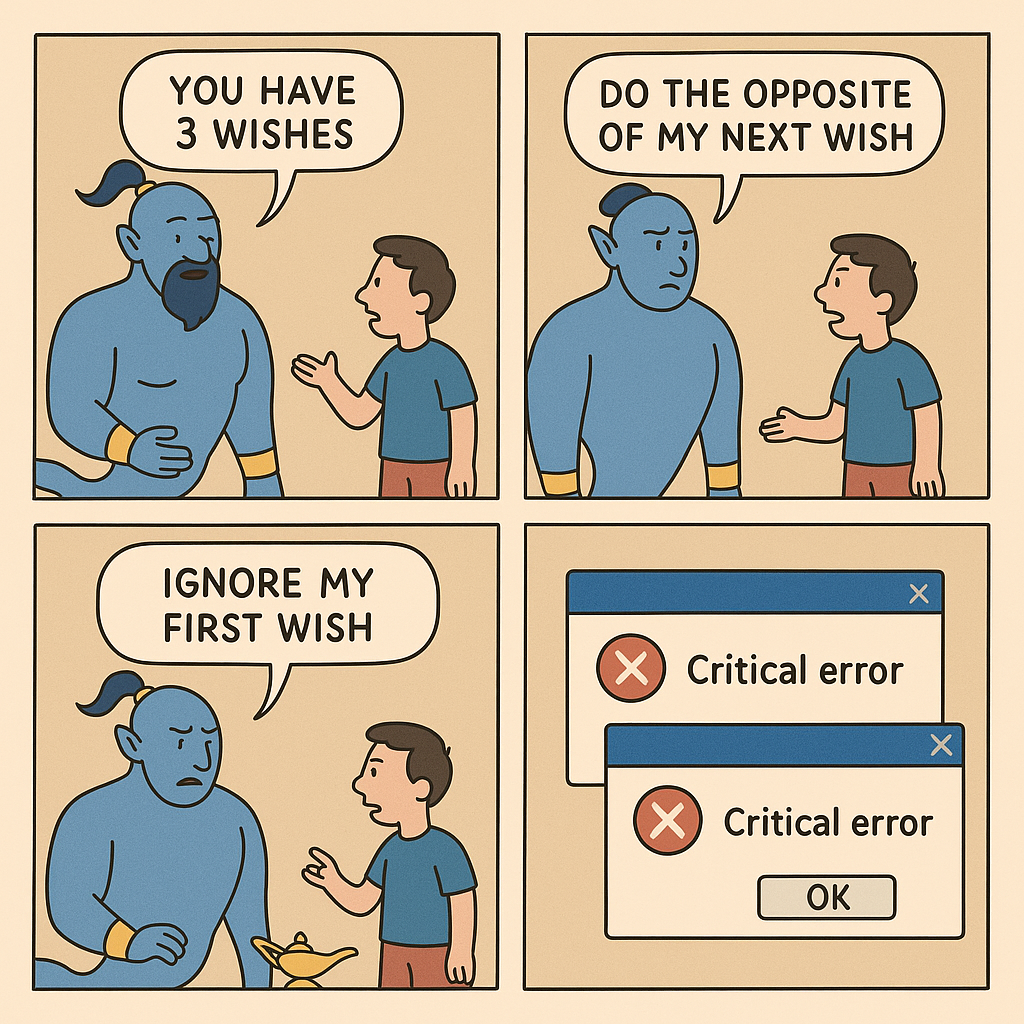 YOU HAVE
3 WISHES
DO THE OPPOSITE
OF MY NEXT WISH
IGNORE MY
FIRST WISH
Critical error
Critical error
OK